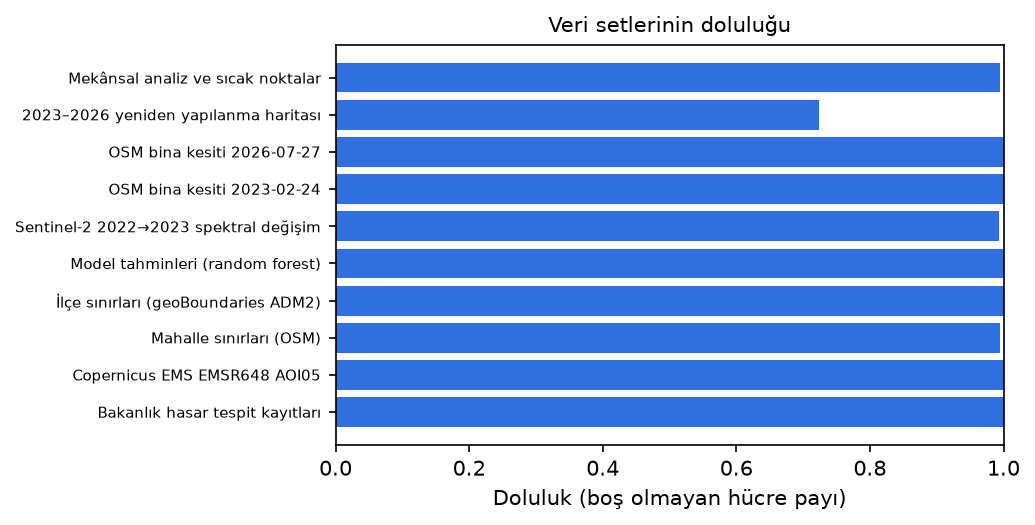 Veri setlerinin doluluğu
Mekânsal analiz ve sıcak noktalar
2023–2026 yeniden yapılanma haritası
OSM bina kesiti 2026-07-27
OSM bina kesiti 2023-02-24
Sentinel-2 2022→2023 spektral değişim
Model tahminleri (random forest)
İlçe sınırları (geoBoundaries ADM2)
Mahalle sınırları (OSM)
Copernicus EMS EMSR648 AOI05
Bakanlık hasar tespit kayıtları
0.0 0.2 0.4 0.6 0.8 1.0
Doluluk (boş olmayan hücre payı)